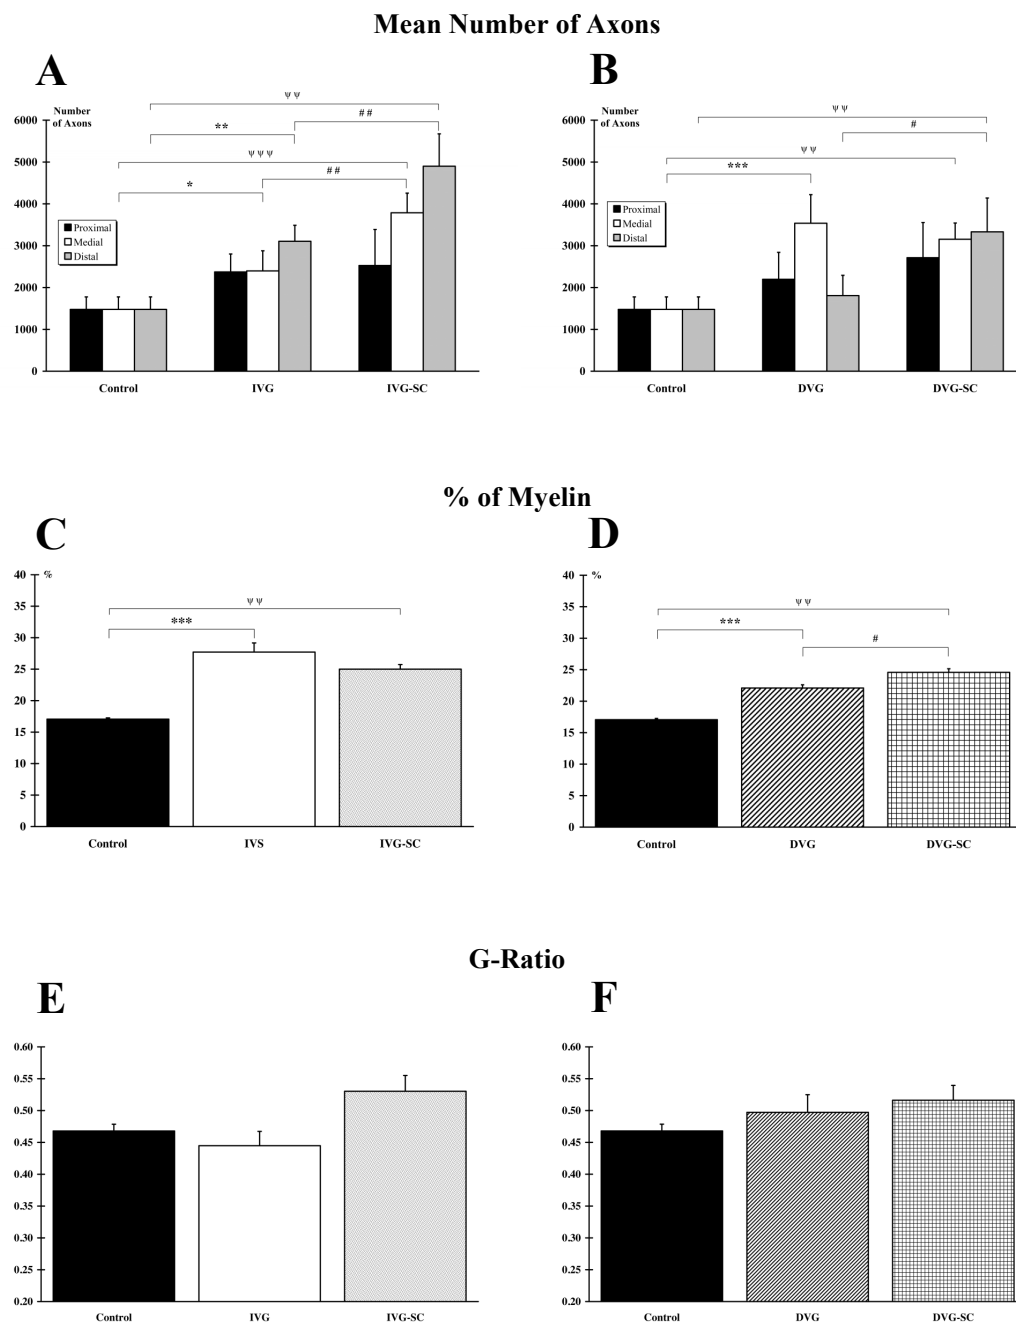 Mean Number of Axons
A
Number
of Axons
ψ ψ
# #
**
ψ ψ ψ
# #
*
6000
5000
4000
3000
2000
1000
0
Proximal
Medial
Distal
Control IVG IVG-SC
B
Number
of Axons
ψ ψ
#
ψ ψ
***
6000
5000
4000
3000
2000
1000
0
Proximal
Medial
Distal
Control DVG DVG-SC
% of Myelin
C
%
ψ ψ
***
40
35
30
25
20
15
10
5
0
Control IVS IVG-SC
D
%
ψ ψ
***
#
40
35
30
25
20
15
10
5
0
Control DVG DVG-SC
G-Ratio
E
0.60
0.55
0.50
0.45
0.40
0.35
0.30
0.25
0.20
Control IVG IVG-SC
F
0.60
0.55
0.50
0.45
0.40
0.35
0.30
0.25
0.20
Control DVG DVG-SC